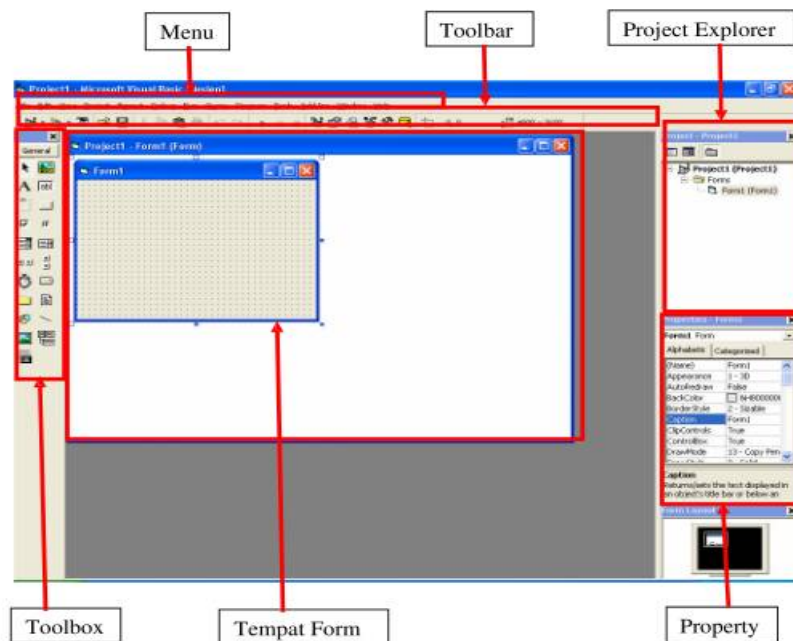 Menu
Toolbar
Project Explorer
Project1 - Microsoft Visual Basic [design]
Project - Project1
General
Project1 - Form1 (Form)
Form1
Project1 (Project1)
Forms
Form1 (Form1)
Properties - Form1
Form1 Form
Alphabetic Categorized
(Name) Form1
Appearance 1 - 3D
AutoRedraw False
BackColor
BorderStyle 2 - Sizable
Caption Form1
ClipControls True
ControlBox True
DrawMode 13 - Copy Pen
Caption
Returns/sets the text displayed in
an object's title bar or below an
Form Layout
Toolbox
Tempat Form
Property